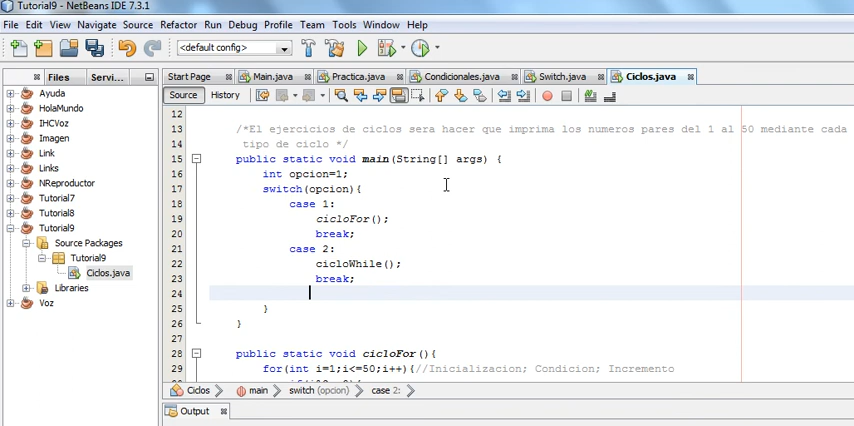 Tutorial9 - NetBeans IDE 7.3.1
File Edit View Navigate Source Refactor Run Debug Profile Team Tools Window Help
<default config>
Files Servi... Start Page Main.java Practica.java Condicionales.java Switch.java Ciclos.java
Source History
Ayuda
HolaMundo
IHCVoz
Imagen
Link
Links
NReproductor
Tutorial7
Tutorial8
Tutorial9
Source Packages
Tutorial9
Ciclos.java
Libraries
Voz
12
13 /*El ejercicios de ciclos sera hacer que imprima los numeros pares del 1 al 50 mediante cada
14 tipo de ciclo */
15 public static void main(String[] args) {
16 int opcion=1;
17 switch(opcion){
18 case 1:
19 cicloFor();
20 break;
21 case 2:
22 cicloWhile();
23 break;
24
25 }
26 }
27
28 public static void cicloFor(){
29 for(int i=1;i<=50;i++){//Inicializacion; Condicion; Incremento
Ciclos main switch (opcion) case 2:
Output